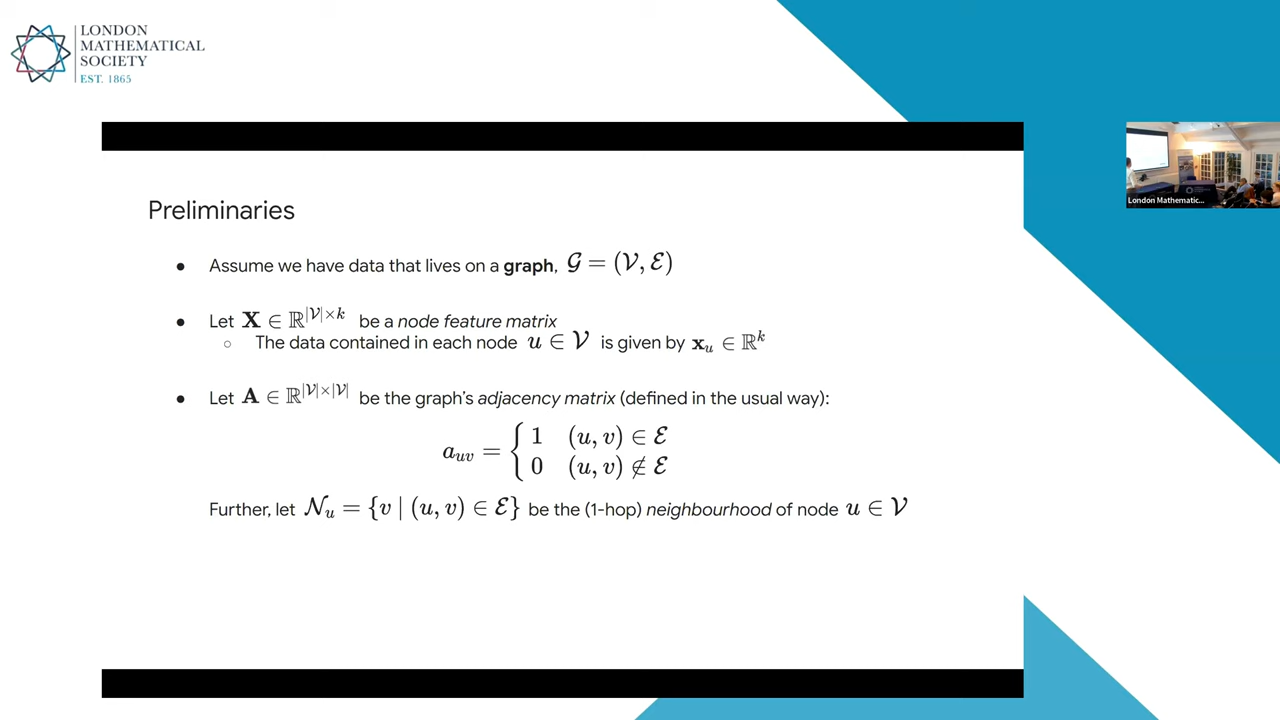 LONDON
MATHEMATICAL
SOCIETY
EST. 1865
London Mathematic...
Preliminaries
● Assume we have data that lives on a graph, 𝒢 = (𝒱, ℰ)
● Let 𝐗 ∈ ℝ^{|𝒱|×k} be a node feature matrix
○ The data contained in each node u ∈ 𝒱 is given by 𝐱_u ∈ ℝ^k
● Let 𝐀 ∈ ℝ^{|𝒱|×|𝒱|} be the graph's adjacency matrix (defined in the usual way):
a_{uv} = { 1 (u, v) ∈ ℰ
0 (u, v) ∉ ℰ
Further, let 𝒩_u = {v | (u, v) ∈ ℰ} be the (1-hop) neighbourhood of node u ∈ 𝒱